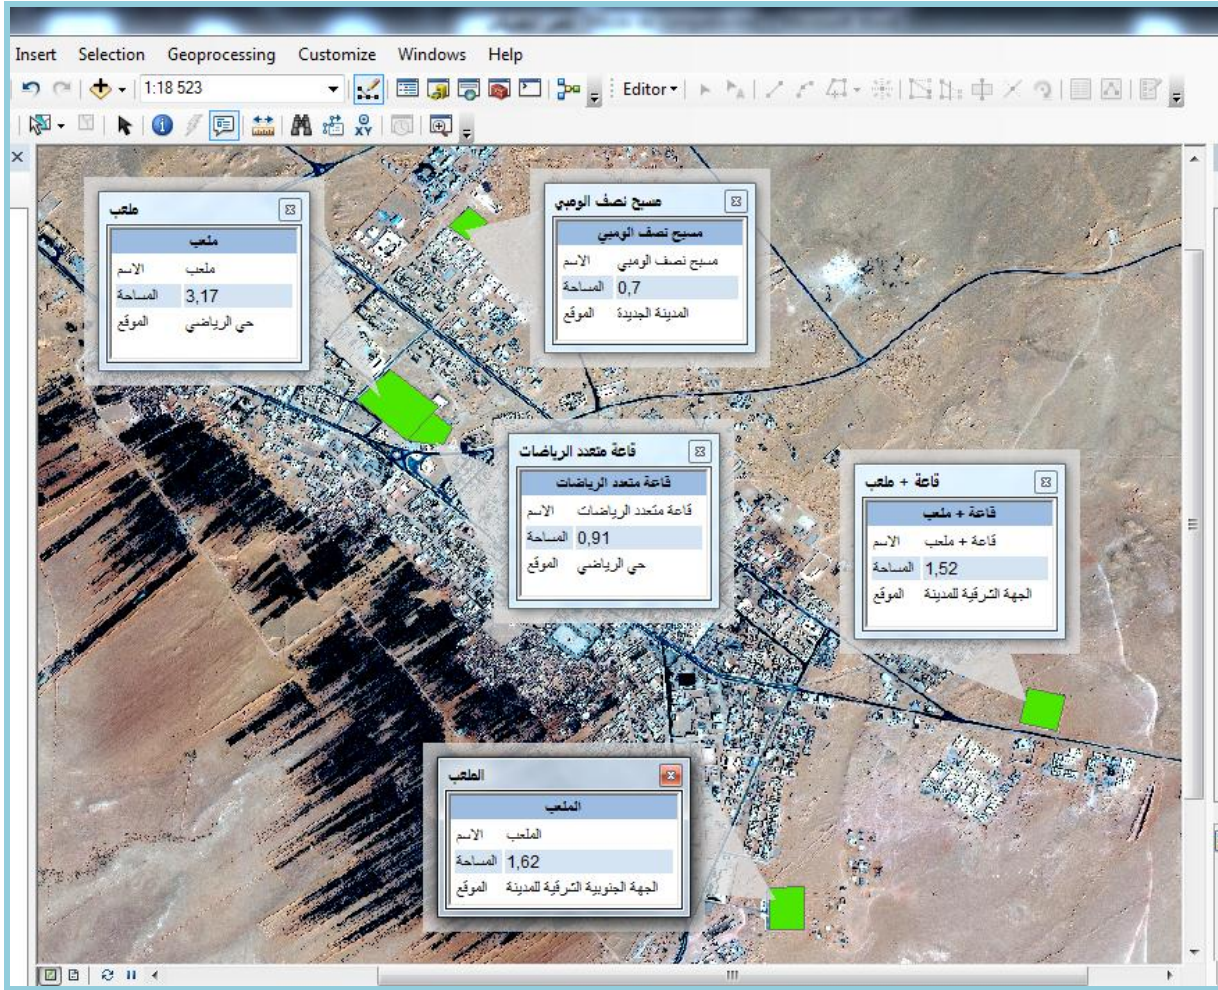 Insert Selection Geoprocessing Customize Windows Help
1:18 523
Editor
XY
ملعب
ملعب
الاسم ملعب
المساحة 3,17
الموقع حي الرياضي
مسبح نصف الومبي
مسبح نصف الومبي
الاسم مسبح نصف الومبي
المساحة 0,7
الموقع المدينة الجديدة
قاعة متعدد الرياضات
قاعة متعدد الرياضات
الاسم قاعة متعدد الرياضات
المساحة 0,91
الموقع حي الرياضي
قاعة + ملعب
قاعة + ملعب
الاسم قاعة + ملعب
المساحة 1,52
الموقع الجهة الشرقية للمدينة
الملعب
الملعب
الاسم الملعب
المساحة 1,62
الموقع الجهة الجنوبية الشرقية للمدينة